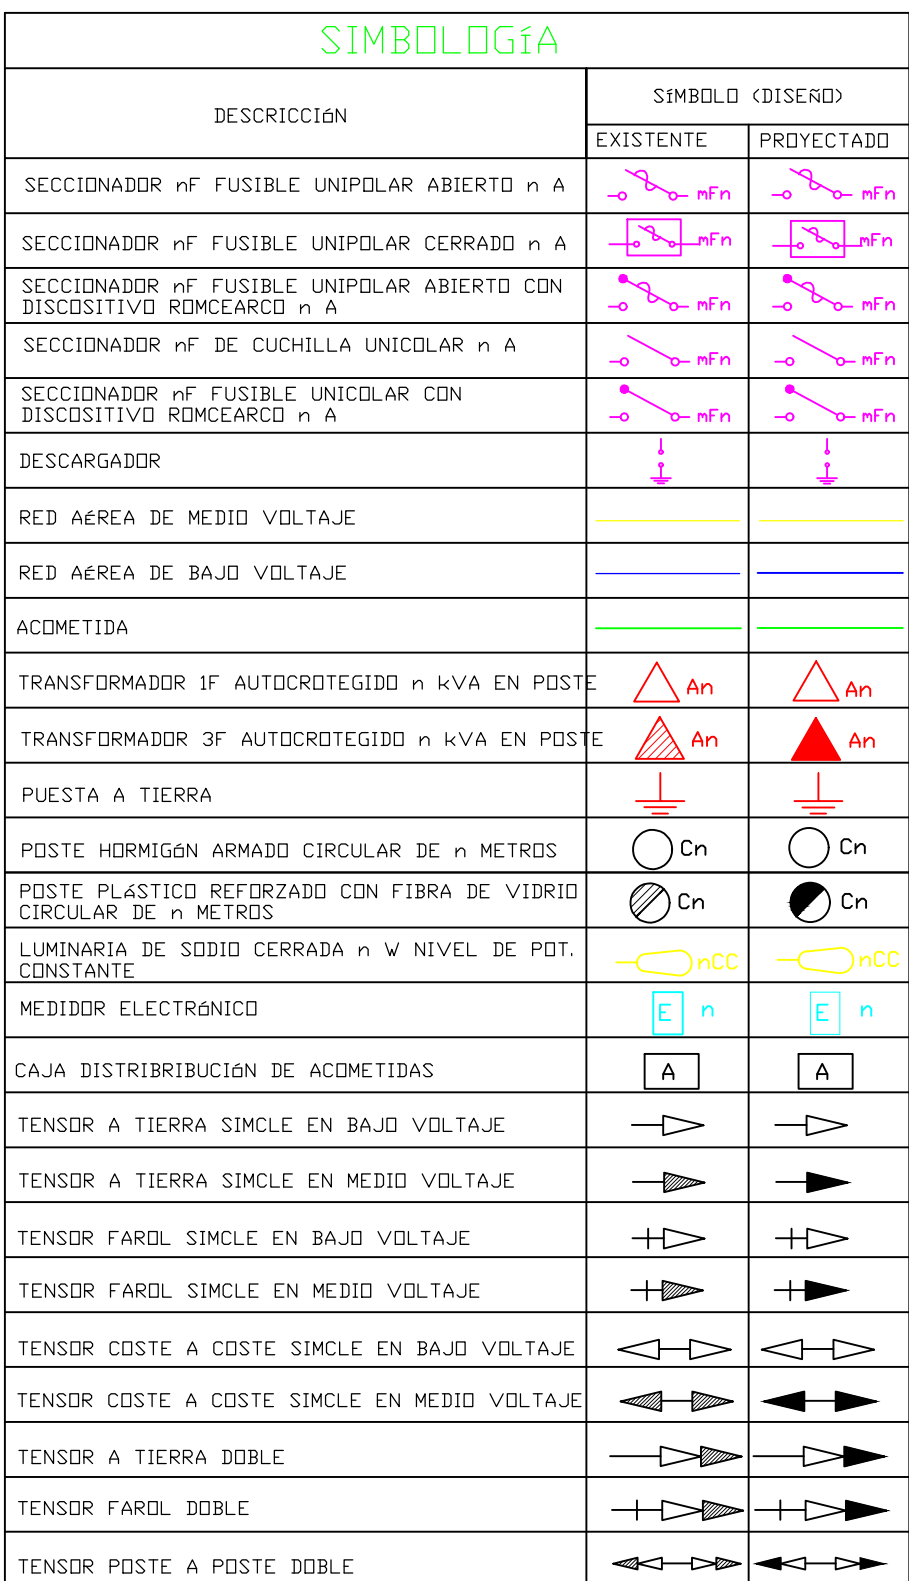 SIMBOLOGíA
DESCRICCIóN
SíMBOLO (DISEñO)
EXISTENTE
PROYECTADO
SECCIONADOR nF FUSIBLE UNIPOLAR ABIERTO n A
mFn
mFn
SECCIONADOR nF FUSIBLE UNIPOLAR CERRADO n A
mFn
mFn
SECCIONADOR nF FUSIBLE UNIPOLAR ABIERTO CON
DISCOSITIVO ROMCEARCO n A
mFn
mFn
SECCIONADOR nF DE CUCHILLA UNICOLAR n A
mFn
mFn
SECCIONADOR nF FUSIBLE UNICOLAR CON
DISCOSITIVO ROMCEARCO n A
mFn
mFn
DESCARGADOR
RED AéREA DE MEDIO VOLTAJE
RED AéREA DE BAJO VOLTAJE
ACOMETIDA
TRANSFORMADOR 1F AUTOCROTEGIDO n kVA EN POSTE
An
An
TRANSFORMADOR 3F AUTOCROTEGIDO n kVA EN POSTE
An
An
PUESTA A TIERRA
POSTE HORMIGóN ARMADO CIRCULAR DE n METROS
Cn
Cn
POSTE PLáSTICO REFORZADO CON FIBRA DE VIDRIO
CIRCULAR DE n METROS
Cn
Cn
LUMINARIA DE SODIO CERRADA n W NIVEL DE POT.
CONSTANTE
nCC
nCC
MEDIDOR ELECTRóNICO
E n
E n
CAJA DISTRIBRIBUCIóN DE ACOMETIDAS
A
A
TENSOR A TIERRA SIMCLE EN BAJO VOLTAJE
TENSOR A TIERRA SIMCLE EN MEDIO VOLTAJE
TENSOR FAROL SIMCLE EN BAJO VOLTAJE
TENSOR FAROL SIMCLE EN MEDIO VOLTAJE
TENSOR COSTE A COSTE SIMCLE EN BAJO VOLTAJE
TENSOR COSTE A COSTE SIMCLE EN MEDIO VOLTAJE
TENSOR A TIERRA DOBLE
TENSOR FAROL DOBLE
TENSOR POSTE A POSTE DOBLE